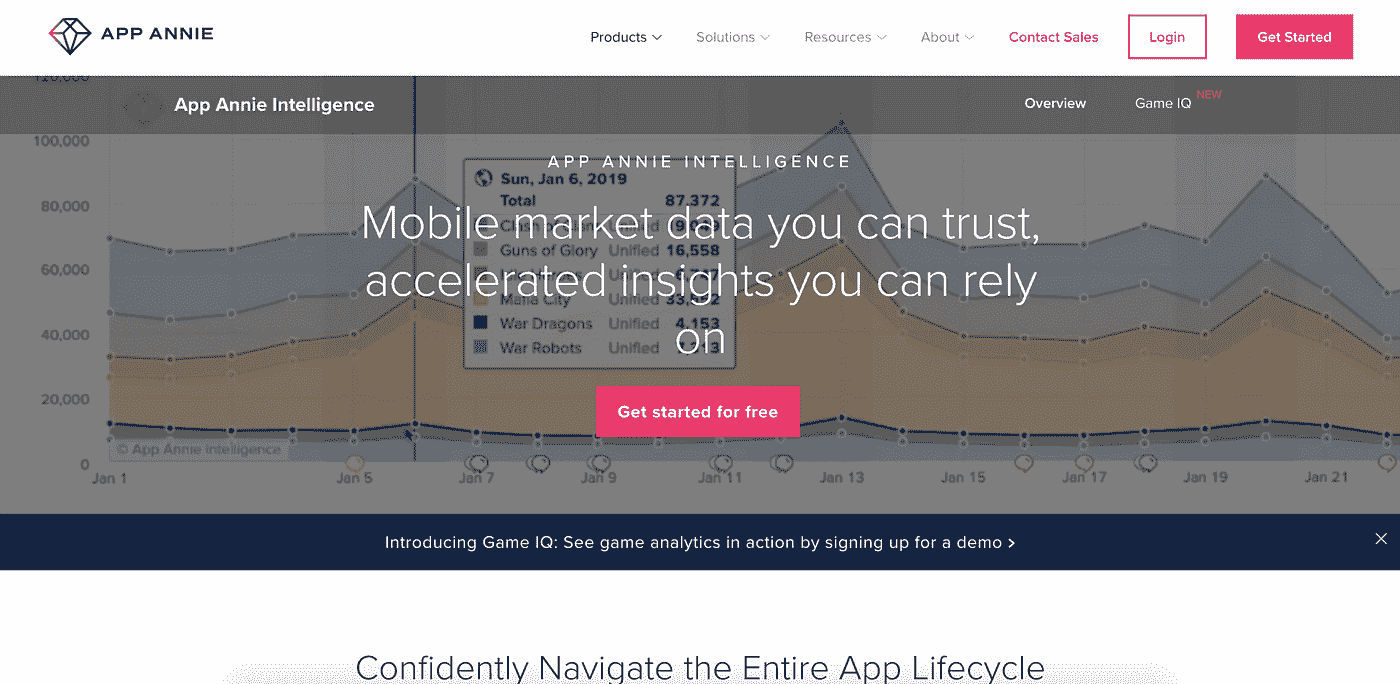 APP ANNIE
Products Solutions Resources About Contact Sales Login Get Started
120,000
App Annie Intelligence Overview Game IQ NEW
100,000
APP ANNIE INTELLIGENCE
Sun, Jan 6, 2019
Total 87,372
80,000
Mobile market data you can trust,
Guns of Glory Unified 16,558
60,000
accelerated insights you can rely
Mafia City Unified
War Dragons Unified 4,153
40,000
on
War Robots Unified
20,000
Get started for free
© App Annie Intelligence
0
Jan 1 Jan 5 Jan 7 Jan 9 Jan 11 Jan 13 Jan 15 Jan 17 Jan 19 Jan 21
Introducing Game IQ: See game analytics in action by signing up for a demo >
Confidently Navigate the Entire App Lifecycle